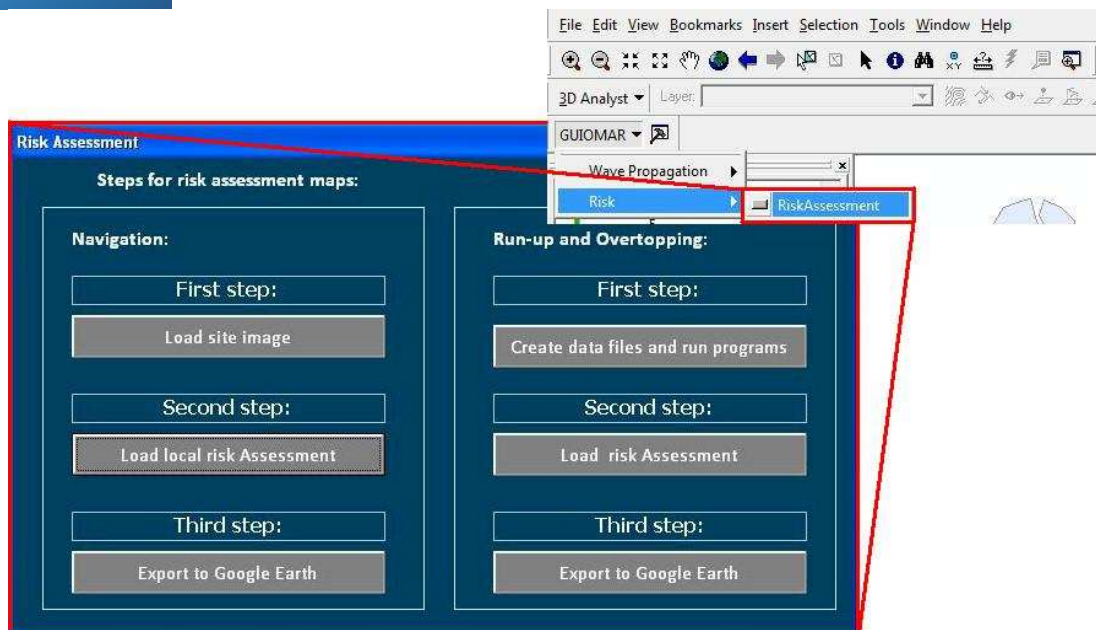 File Edit View Bookmarks Insert Selection Tools Window Help
XY
3D Analyst Layer:
GUIOMAR
Wave Propagation
Risk
RiskAssessment
Risk Assessment
Steps for risk assessment maps:
Navigation:
First step:
Load site image
Second step:
Load local risk Assessment
Third step:
Export to Google Earth
Run-up and Overtopping:
First step:
Create data files and run programs
Second step:
Load risk Assessment
Third step:
Export to Google Earth